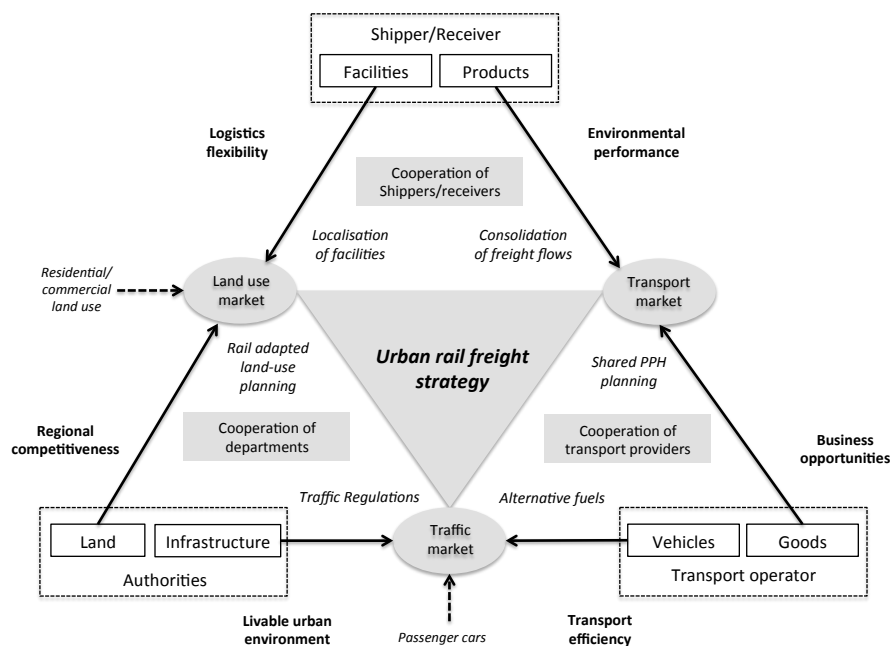 Shipper/Receiver
Facilities
Products
Logistics
flexibility
Environmental
performance
Cooperation of
Shippers/receivers
Localisation
of facilities
Consolidation
of freight flows
Residential/
commercial
land use
Land use
market
Transport
market
Urban rail freight
strategy
Rail adapted
land-use
planning
Shared PPH
planning
Regional
competitiveness
Cooperation of
departments
Cooperation of
transport providers
Business
opportunities
Traffic Regulations
Alternative fuels
Land
Infrastructure
Authorities
Traffic
market
Vehicles
Goods
Transport operator
Livable urban
environment
Passenger cars
Transport
efficiency